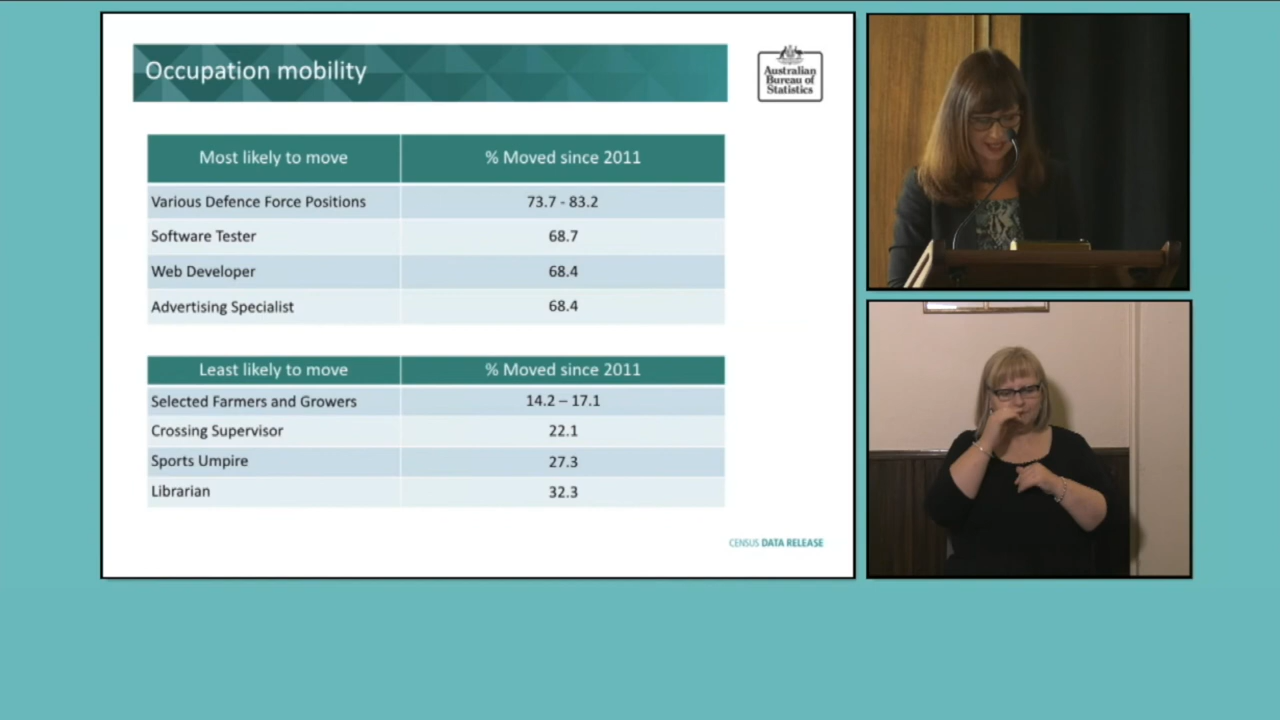 Occupation mobility
Australian
Bureau of
Statistics
Most likely to move % Moved since 2011
Various Defence Force Positions 73.7 - 83.2
Software Tester 68.7
Web Developer 68.4
Advertising Specialist 68.4
Least likely to move % Moved since 2011
Selected Farmers and Growers 14.2 – 17.1
Crossing Supervisor 22.1
Sports Umpire 27.3
Librarian 32.3
CENSUS DATA RELEASE